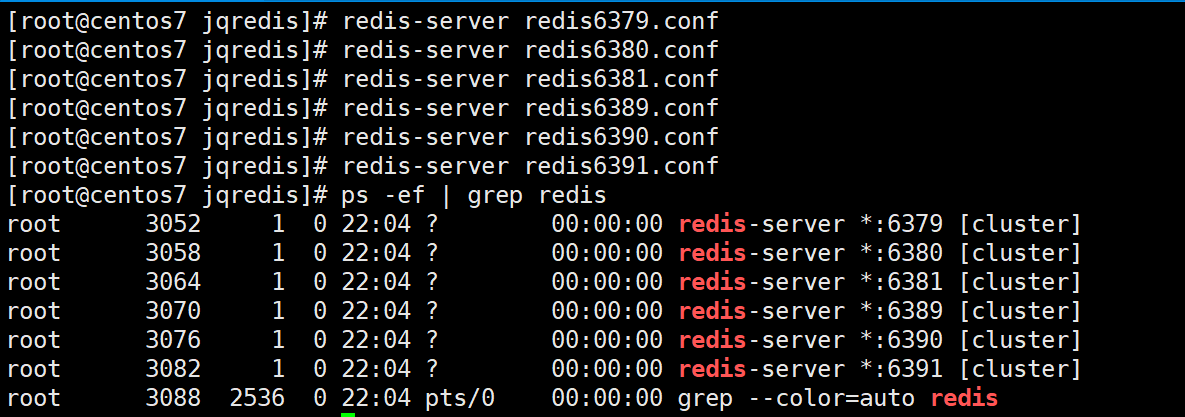 [root@centos7 jqredis]# redis-server redis6379.conf
[root@centos7 jqredis]# redis-server redis6380.conf
[root@centos7 jqredis]# redis-server redis6381.conf
[root@centos7 jqredis]# redis-server redis6389.conf
[root@centos7 jqredis]# redis-server redis6390.conf
[root@centos7 jqredis]# redis-server redis6391.conf
[root@centos7 jqredis]# ps -ef | grep redis
root      3052     1  0 22:04 ?        00:00:00 redis-server *:6379 [cluster]
root      3058     1  0 22:04 ?        00:00:00 redis-server *:6380 [cluster]
root      3064     1  0 22:04 ?        00:00:00 redis-server *:6381 [cluster]
root      3070     1  0 22:04 ?        00:00:00 redis-server *:6389 [cluster]
root      3076     1  0 22:04 ?        00:00:00 redis-server *:6390 [cluster]
root      3082     1  0 22:04 ?        00:00:00 redis-server *:6391 [cluster]
root      3088  2536  0 22:04 pts/0    00:00:00 grep --color=auto redis